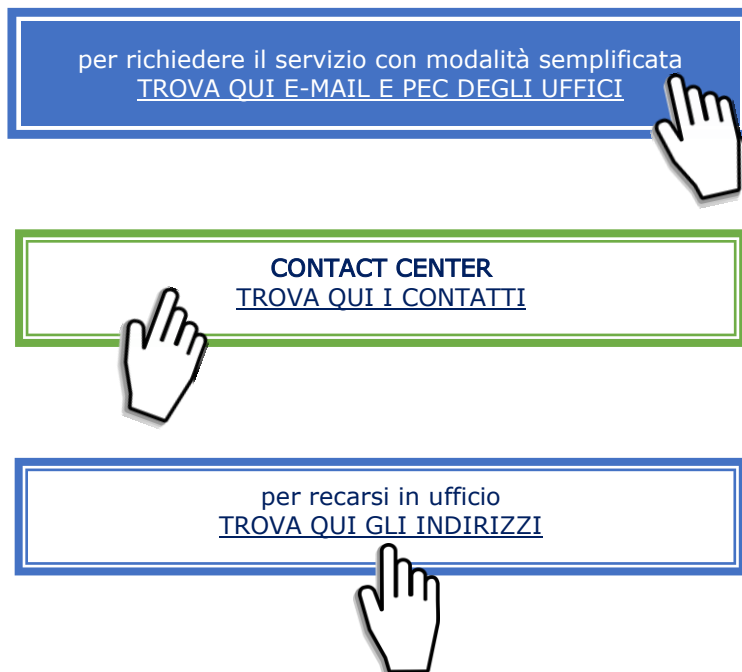 per richiedere il servizio con modalità semplificata
TROVA QUI E-MAIL E PEC DEGLI UFFICI
CONTACT CENTER
TROVA QUI I CONTATTI
per recarsi in ufficio
TROVA QUI GLI INDIRIZZI